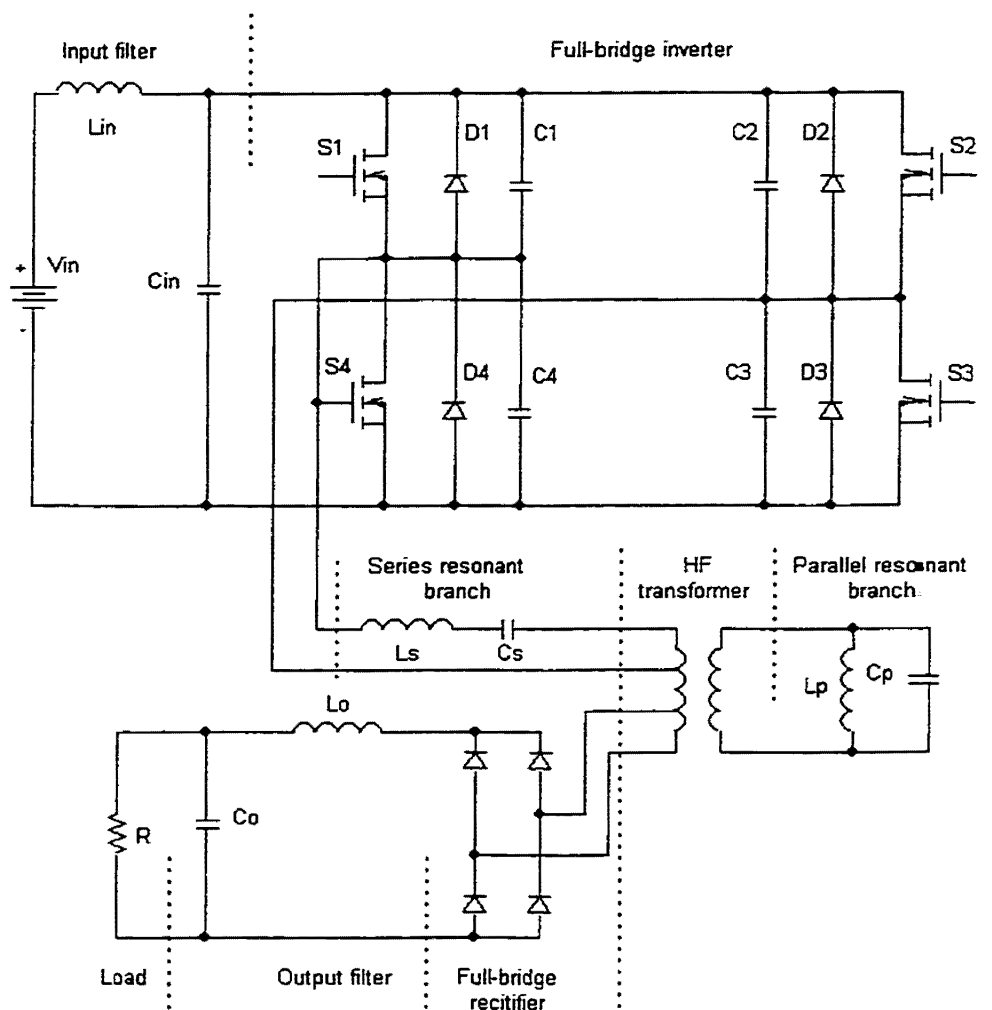 Input filter
Full-bridge inverter
Lin
S1
D1
C1
C2
D2
S2
+
Vin
Cin
-
S4
D4
C4
C3
D3
S3
Series resonant
branch
HF
transformer
Parallel resonant
branch
Ls
Cs
Lp
Cp
Lo
R
Co
Load
Output filter
Full-bridge
recitifier